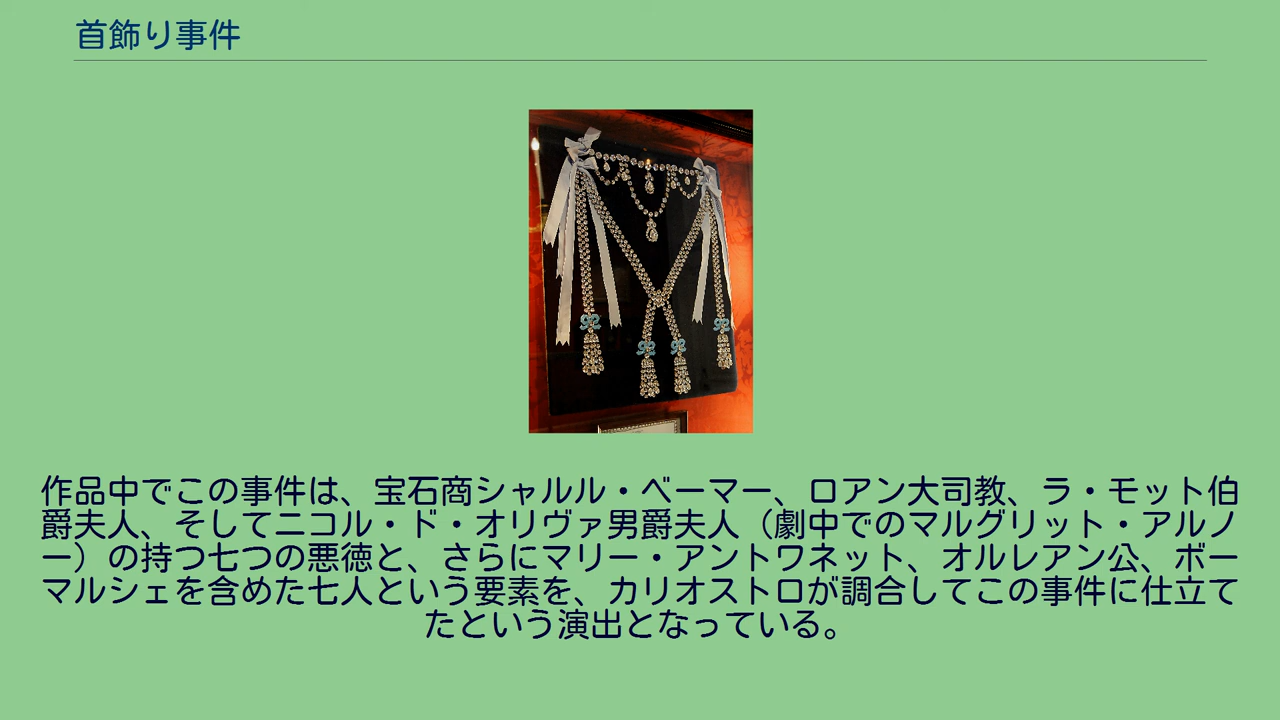 首飾り事件
作品中でこの事件は、宝石商シャルル・ベーマー、ロアン大司教、ラ・モット伯
爵夫人、そしてニコル・ド・オリヴァ男爵夫人（劇中でのマルグリット・アルノ
ー）の持つ七つの悪徳と、さらにマリー・アントワネット、オルレアン公、ボー
マルシェを含めた七人という要素を、カリオストロが調合してこの事件に仕立て
たという演出となっている。